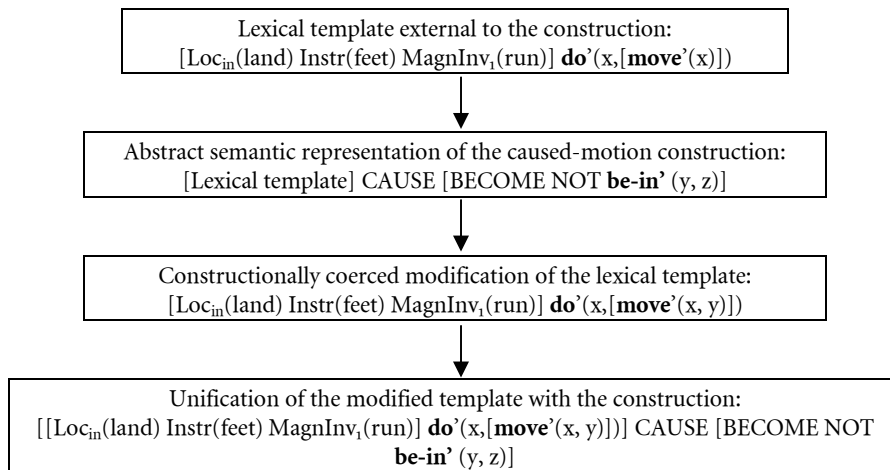 Lexical template external to the construction:
[Loc_in(land) Instr(feet) MagnInv₁(run)] do’(x,[move’(x)])
Abstract semantic representation of the caused-motion construction:
[Lexical template] CAUSE [BECOME NOT be-in’ (y, z)]
Constructionally coerced modification of the lexical template:
[Loc_in(land) Instr(feet) MagnInv₁(run)] do’(x,[move’(x, y)])
Unification of the modified template with the construction:
[[Loc_in(land) Instr(feet) MagnInv₁(run)] do’(x,[move’(x, y)])] CAUSE [BECOME NOT
be-in’ (y, z)]